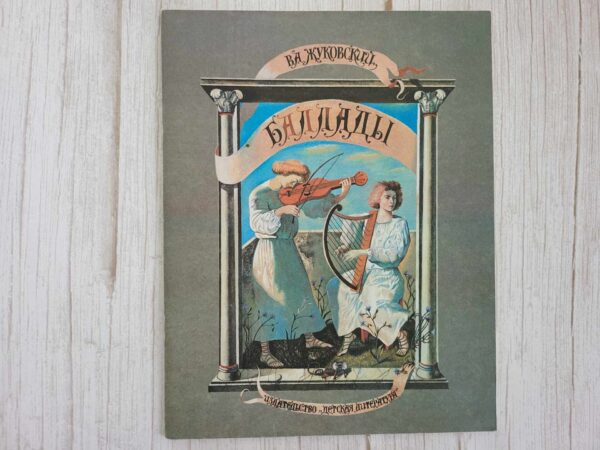 В.А. ЖУКОВСКИЙ
БАЛЛАДЫ
ИЗДАТЕЛЬСТВО „ДЕТСКАЯ ЛИТЕРАТУРА"